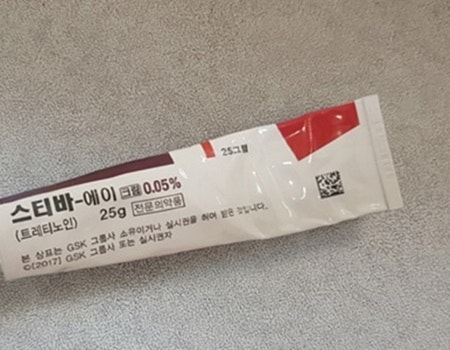 25그램
스티바-에이 크림 0.05%
(트레티노인) 25g 전문의약품
본 상표는 GSK 그룹사 소유이거나 실시권을 허여 받은 것입니다.
©(2017) GSK 그룹사 또는 실시권자